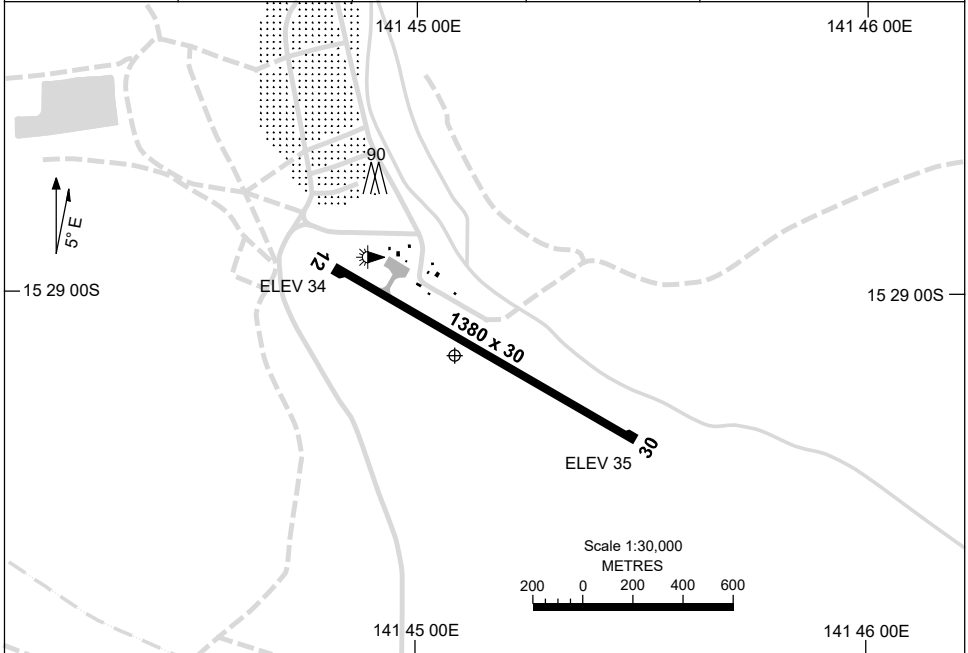 141 45 00E
141 46 00E
90
5° E
12
ELEV 34
15 29 00S
15 29 00S
1380 x 30
30
ELEV 35
Scale 1:30,000
METRES
200 0 200 400 600
141 45 00E
141 46 00E